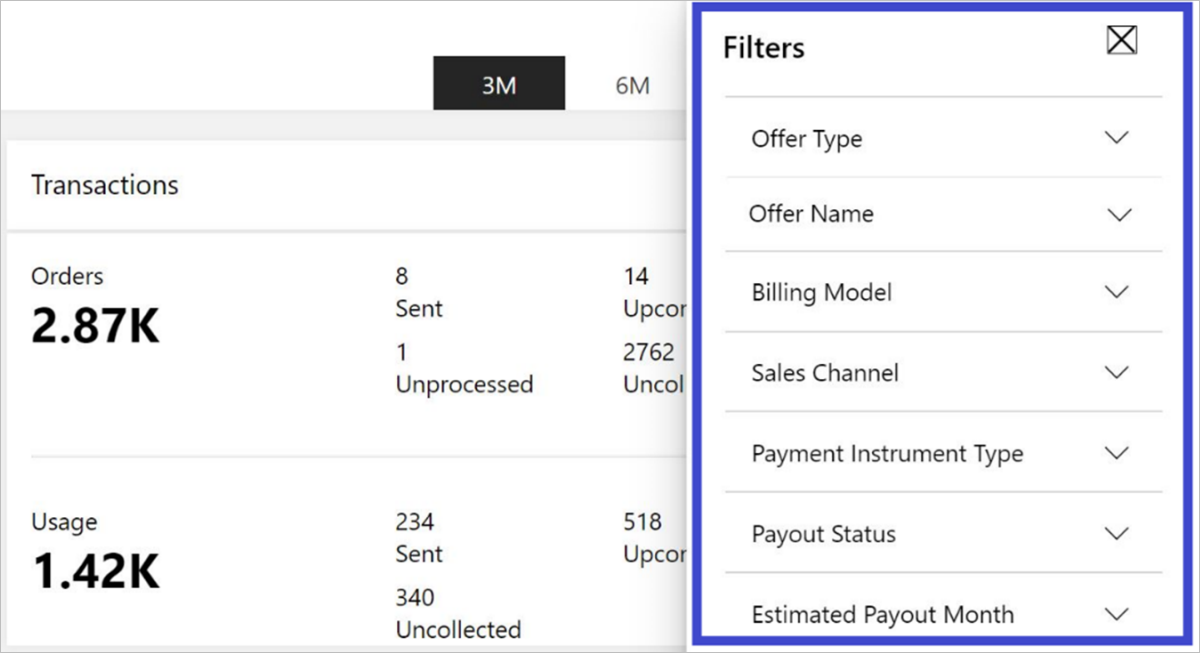 3M
6M
Transactions
Orders
2.87K
8
Sent
14
Upcon
1
Unprocessed
2762
Uncol
Usage
1.42K
234
Sent
518
Upcon
340
Uncollected
Filters
Offer Type
Offer Name
Billing Model
Sales Channel
Payment Instrument Type
Payout Status
Estimated Payout Month